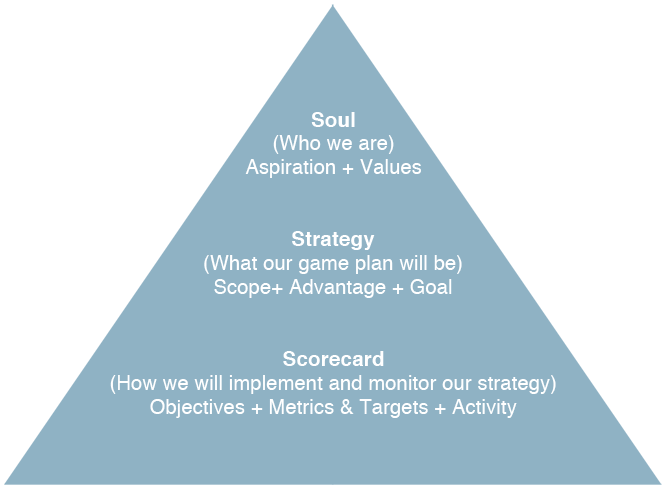 Soul
(Who we are)
Aspiration + Values
Strategy
(What our game plan will be)
Scope+ Advantage + Goal
Scorecard
(How we will implement and monitor our strategy)
Objectives + Metrics & Targets + Activity